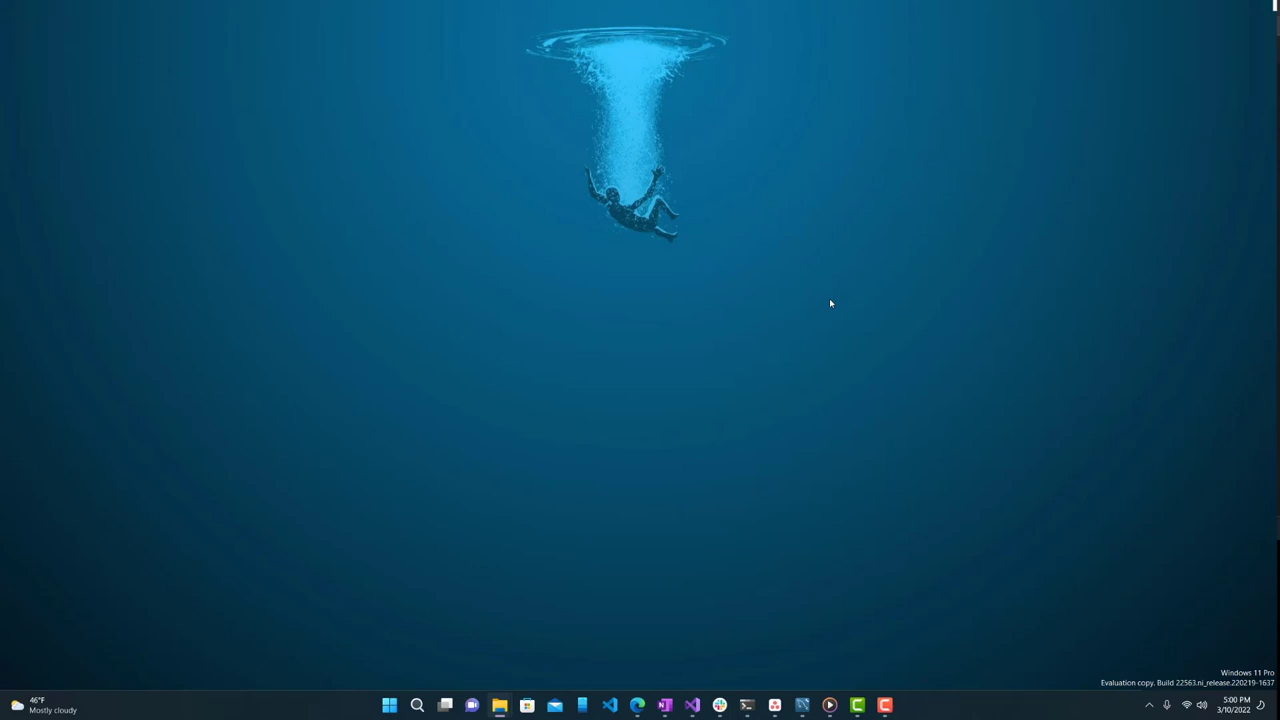 Windows 11 Pro
Evaluation copy. Build 22563.ni_release.220219-1637
46°F
Mostly cloudy
5:00 PM
3/10/2022